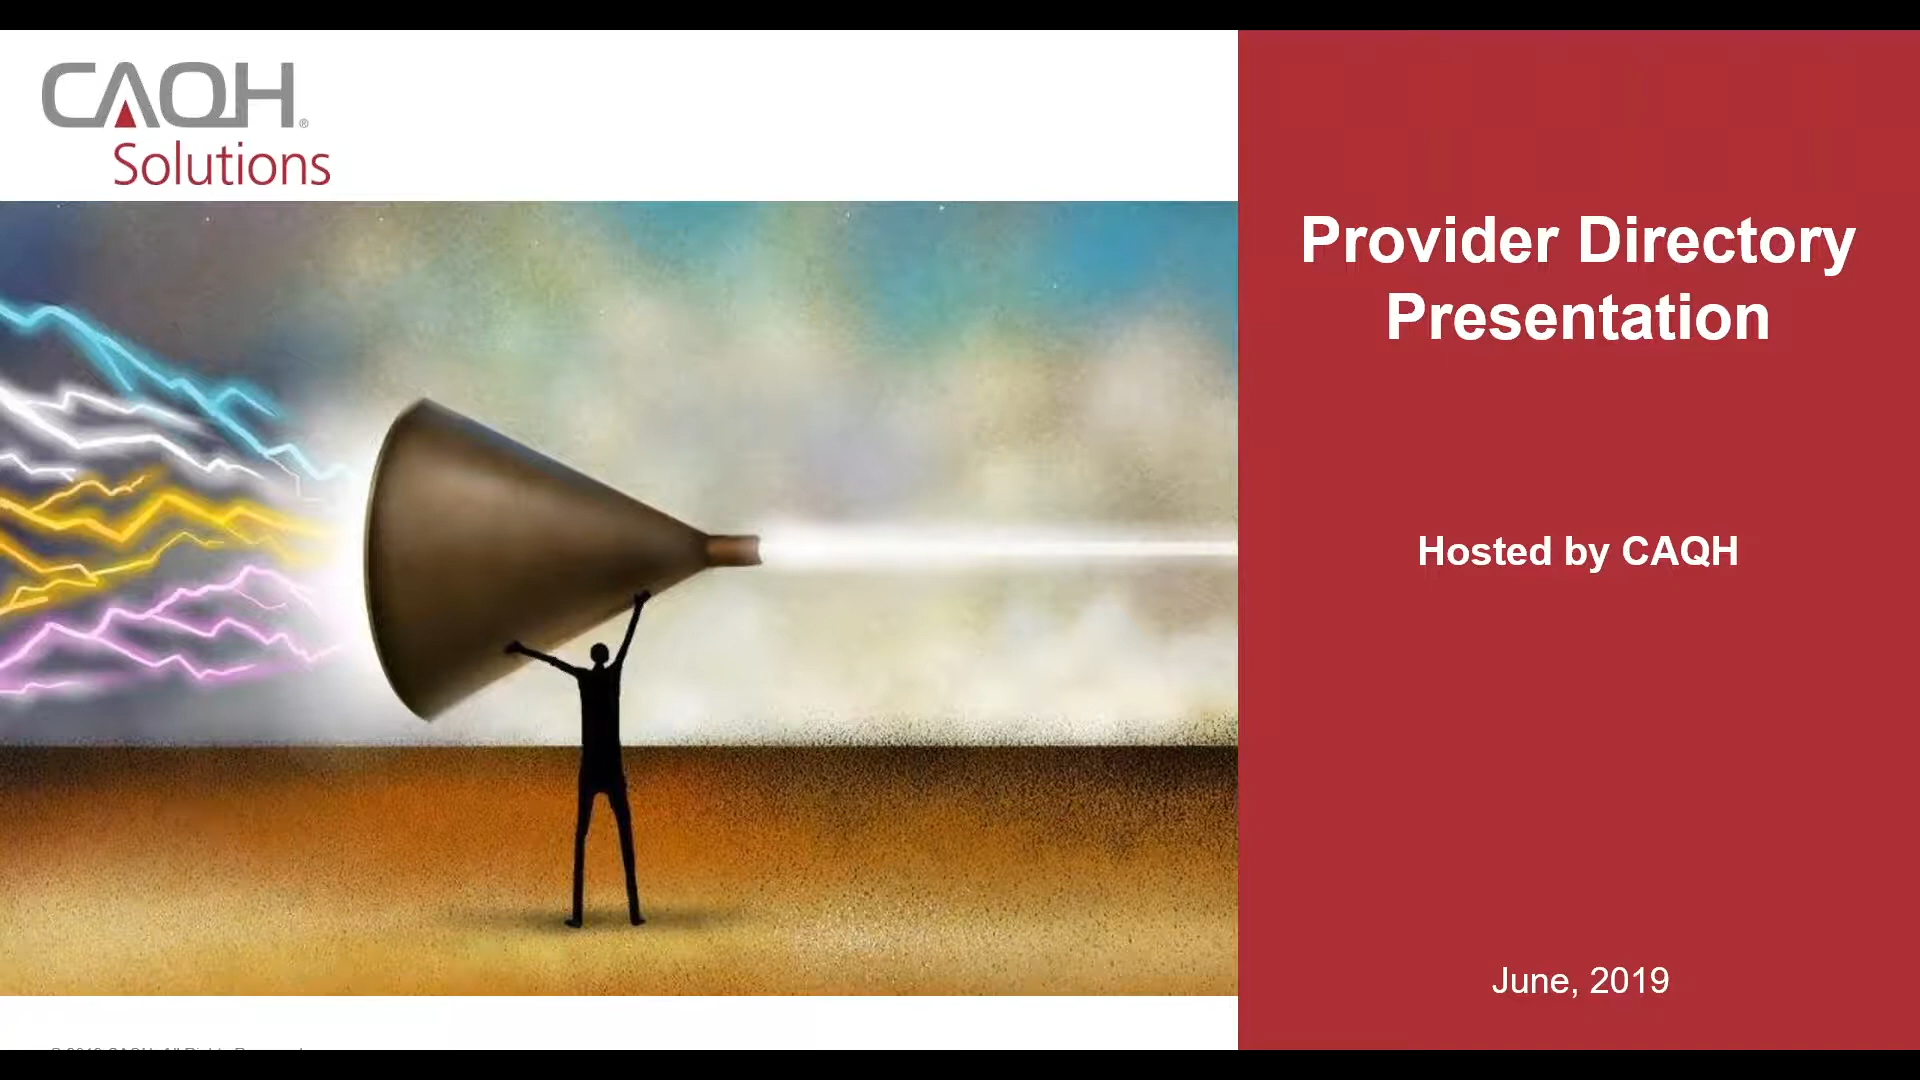 CAQH®
Solutions
Provider Directory
Presentation
Hosted by CAQH
June, 2019